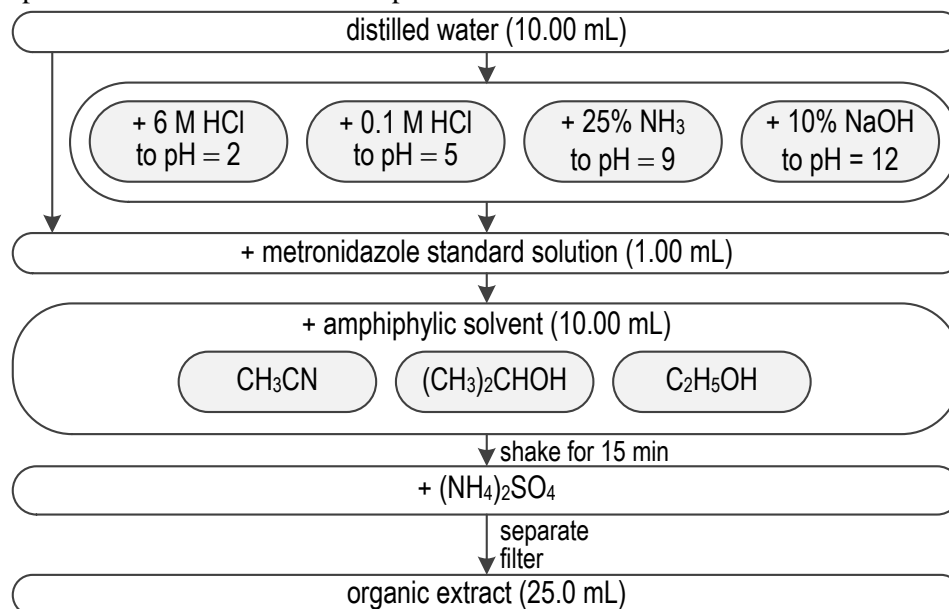 distilled water (10.00 mL)
+ 6 M HCl
to pH = 2
+ 0.1 M HCl
to pH = 5
+ 25% NH₃
to pH = 9
+ 10% NaOH
to pH = 12
+ metronidazole standard solution (1.00 mL)
+ amphiphylic solvent (10.00 mL)
CH₃CN
(CH₃)₂CHOH
C₂H₅OH
shake for 15 min
+ (NH₄)₂SO₄
separate
filter
organic extract (25.0 mL)